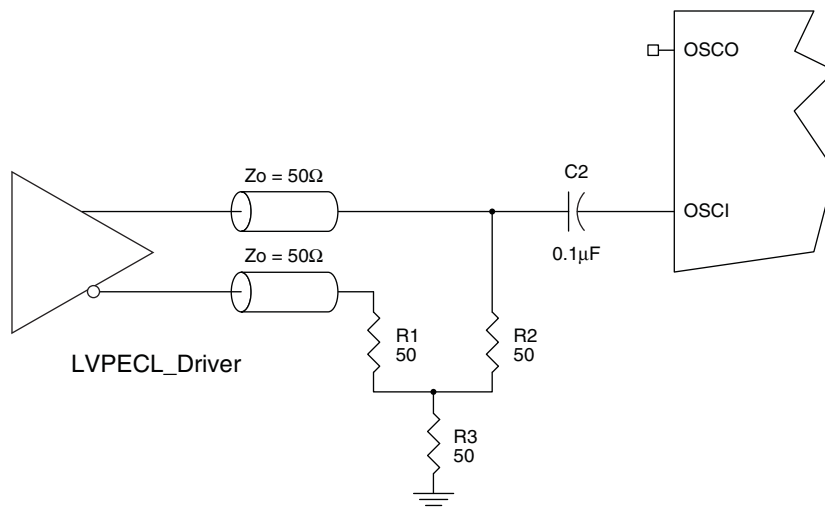 OSCO
C2
Zo = 50Ω
OSCI
0.1μF
Zo = 50Ω
R1
50
R2
50
LVPECL_Driver
R3
50